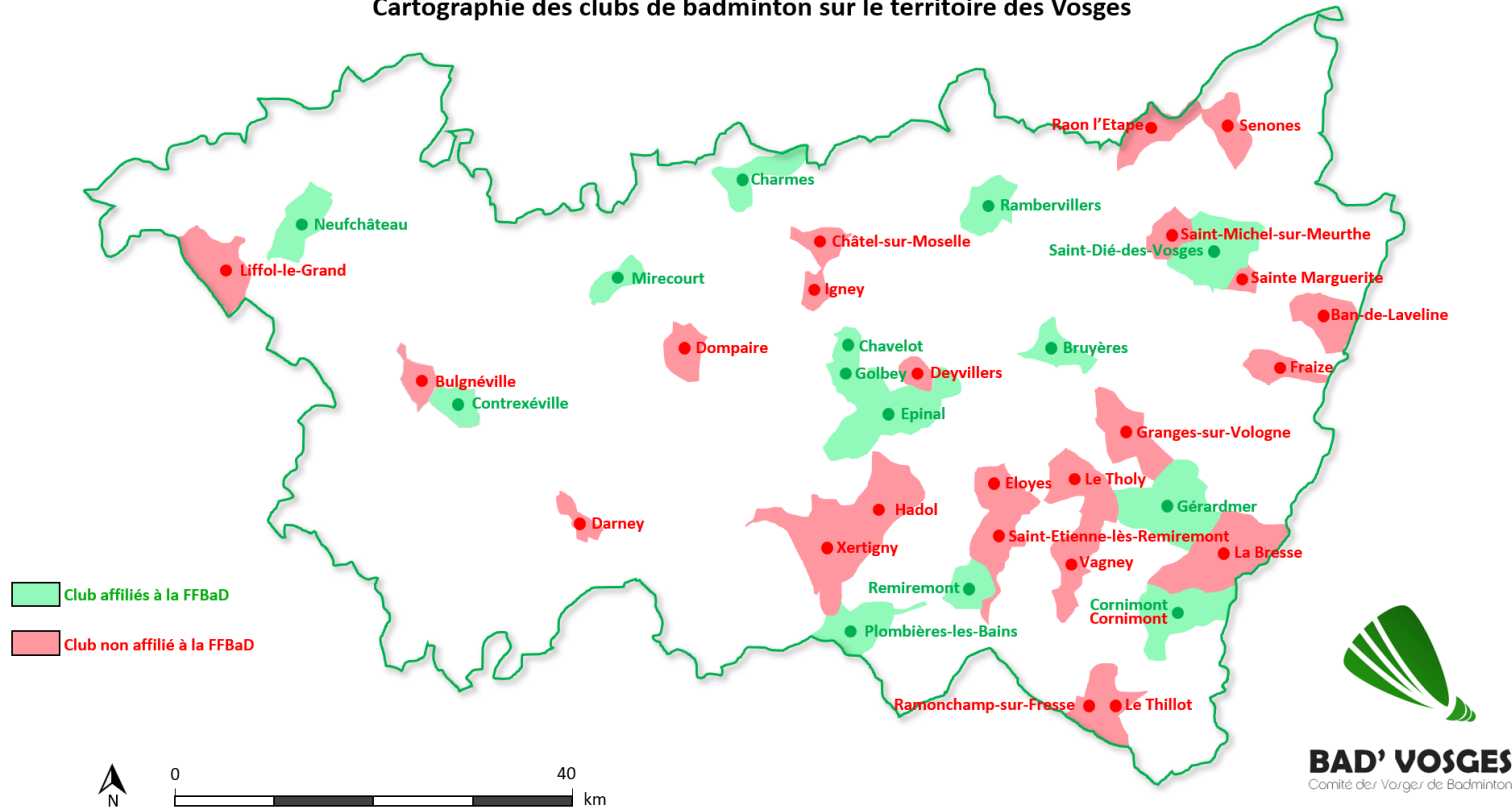 Cartographie des clubs de badminton sur le territoire des Vosges
Raon l'Etape
Senones
Charmes
Rambervillers
Neufchâteau
Châtel-sur-Moselle
Saint-Michel-sur-Meurthe
Saint-Dié-des-Vosges
Liffol-le-Grand
Mirecourt
Sainte Marguerite
Igney
Ban-de-Laveline
Dompaire
Chavelot
Bruyères
Fraize
Golbey
Deyvillers
Bulgnéville
Contrexéville
Epinal
Granges-sur-Vologne
Eloyes
Le Tholy
Hadol
Gérardmer
Darney
Saint-Etienne-lès-Remiremont
Xertigny
La Bresse
Vagney
Remiremont
Cornimont
Cornimont
Plombières-les-Bains
Ramonchamp-sur-Fresse
Le Thillot
Club affiliés à la FFBaD
Club non affilié à la FFBaD
N
0
40
km
BAD' VOSGES
Comité des Vosges de Badminton